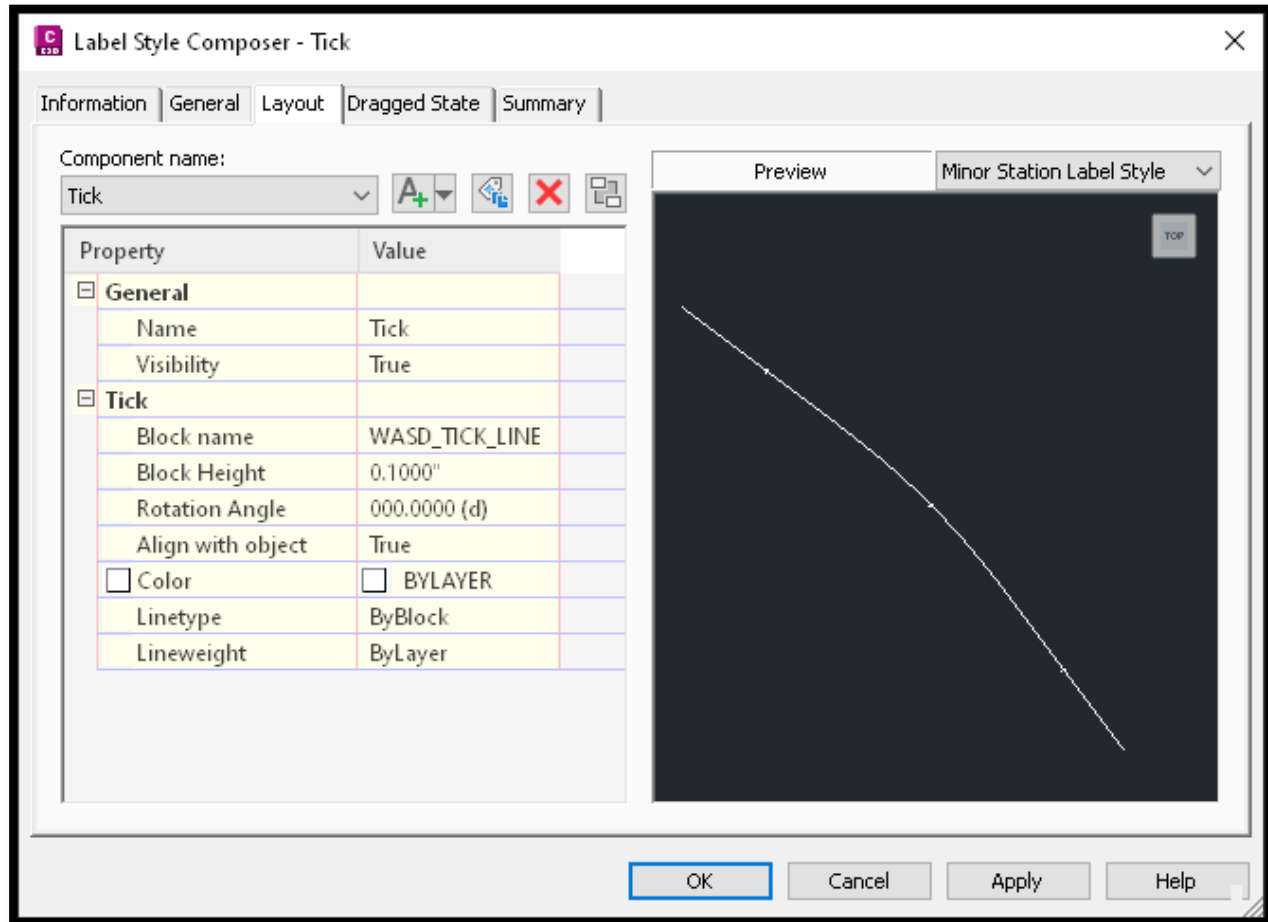 C
C3D
Label Style Composer - Tick
Information General Layout Dragged State Summary
Component name:
Tick
Preview Minor Station Label Style
TOP
Property Value
General
Name Tick
Visibility True
Tick
Block name WASD_TICK_LINE
Block Height 0.1000"
Rotation Angle 000.0000 (d)
Align with object True
Color BYLAYER
Linetype ByBlock
Lineweight ByLayer
OK Cancel Apply Help